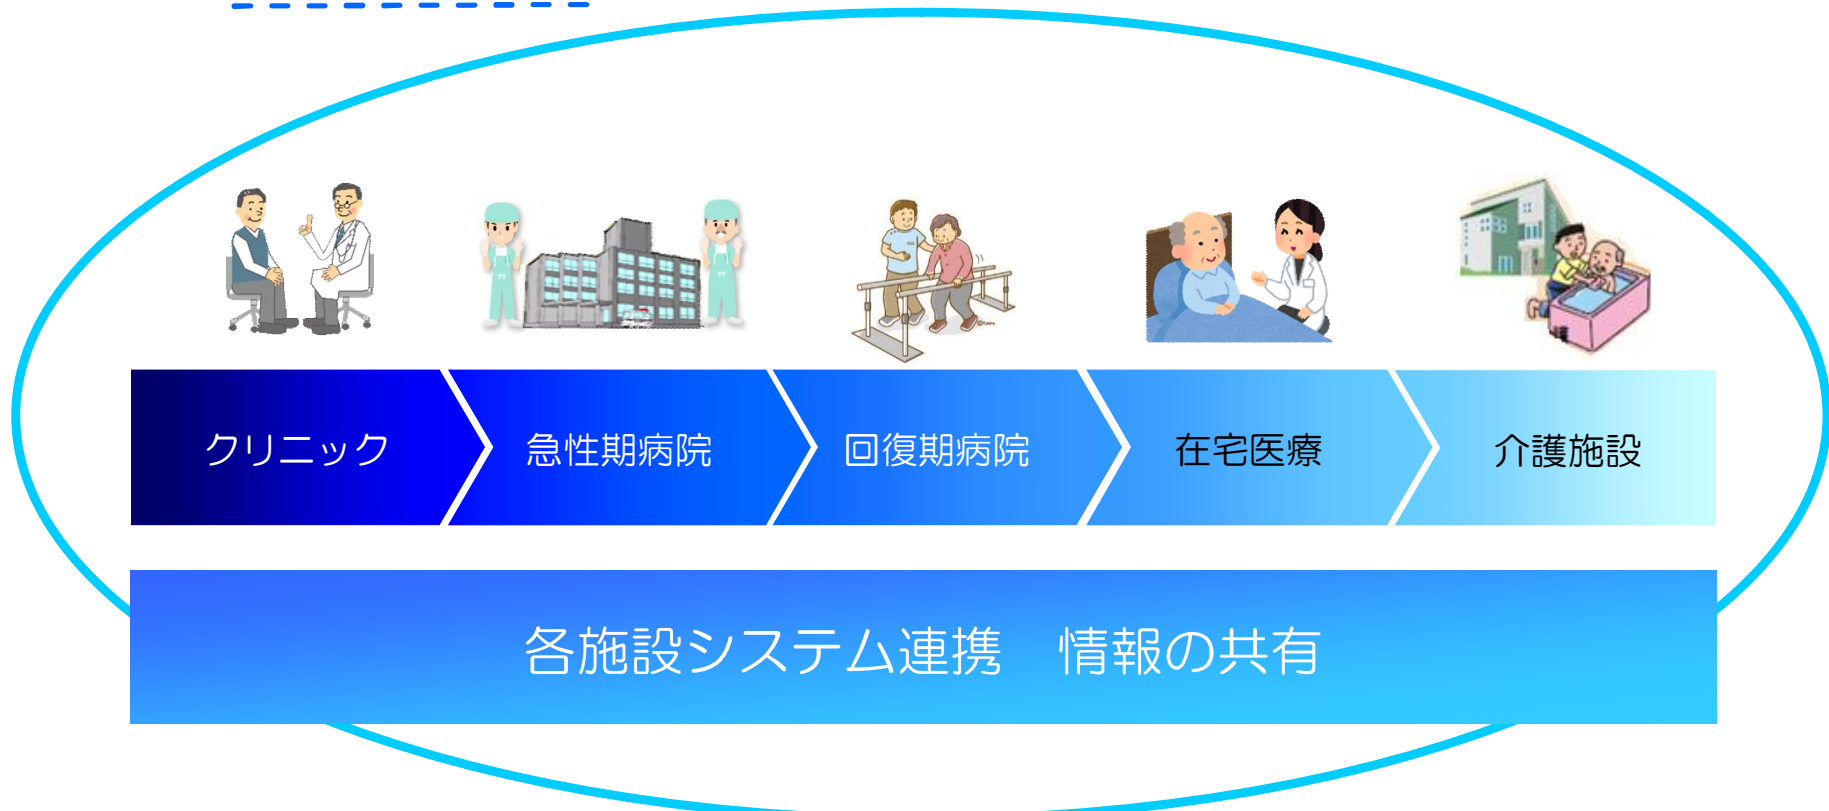 クリニック
急性期病院
回復期病院
在宅医療
介護施設
各施設システム連携　情報の共有